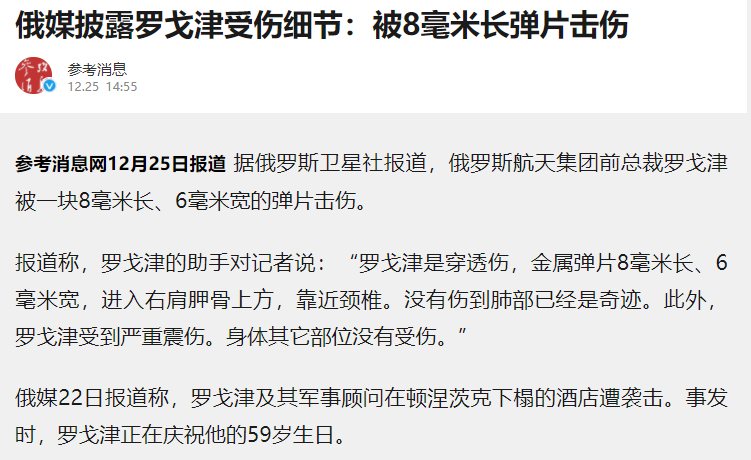 俄媒披露罗戈津受伤细节：被8毫米长弹片击伤
参考消息
12.25 14:55
参考消息网12月25日报道 据俄罗斯卫星社报道，俄罗斯航天集团前总裁罗戈津
被一块8毫米长、6毫米宽的弹片击伤。
报道称，罗戈津的助手对记者说：“罗戈津是穿透伤，金属弹片8毫米长、6
毫米宽，进入右肩胛骨上方，靠近颈椎。没有伤到肺部已经是奇迹。此外，
罗戈津受到严重震伤。身体其它部位没有受伤。”
俄媒22日报道称，罗戈津及其军事顾问在顿涅茨克下榻的酒店遭袭击。事发
时，罗戈津正在庆祝他的59岁生日。